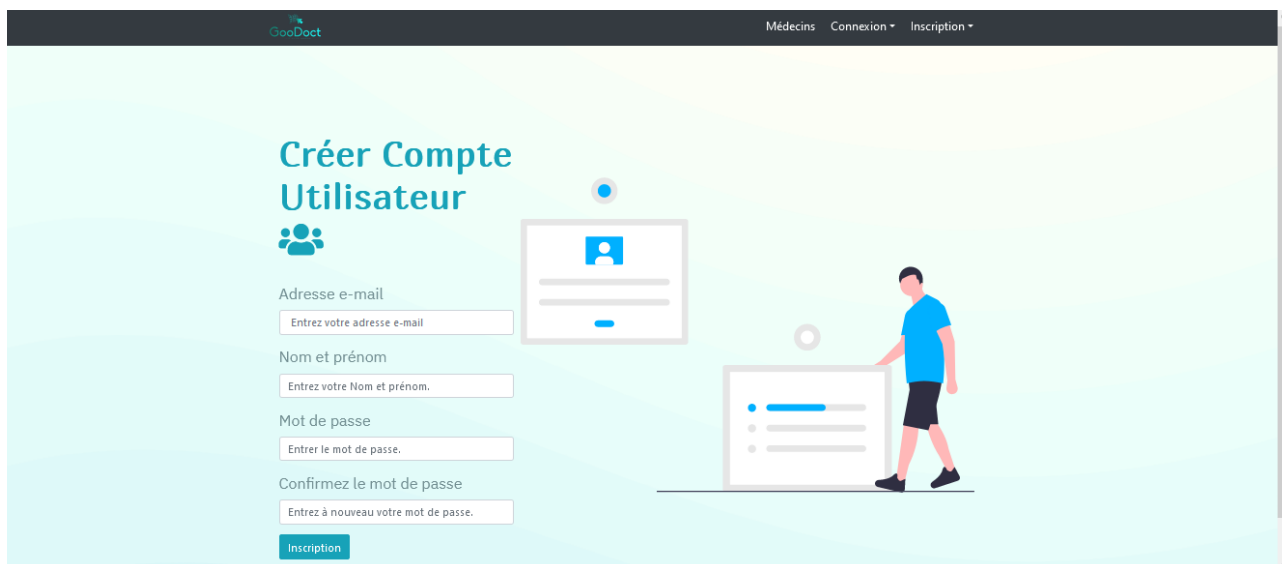 GooDoct
Médecins Connexion Inscription
Créer Compte
Utilisateur
Adresse e-mail
Entrez votre adresse e-mail
Nom et prénom
Entrez votre Nom et prénom.
Mot de passe
Entrer le mot de passe.
Confirmez le mot de passe
Entrez à nouveau votre mot de passe.
Inscription